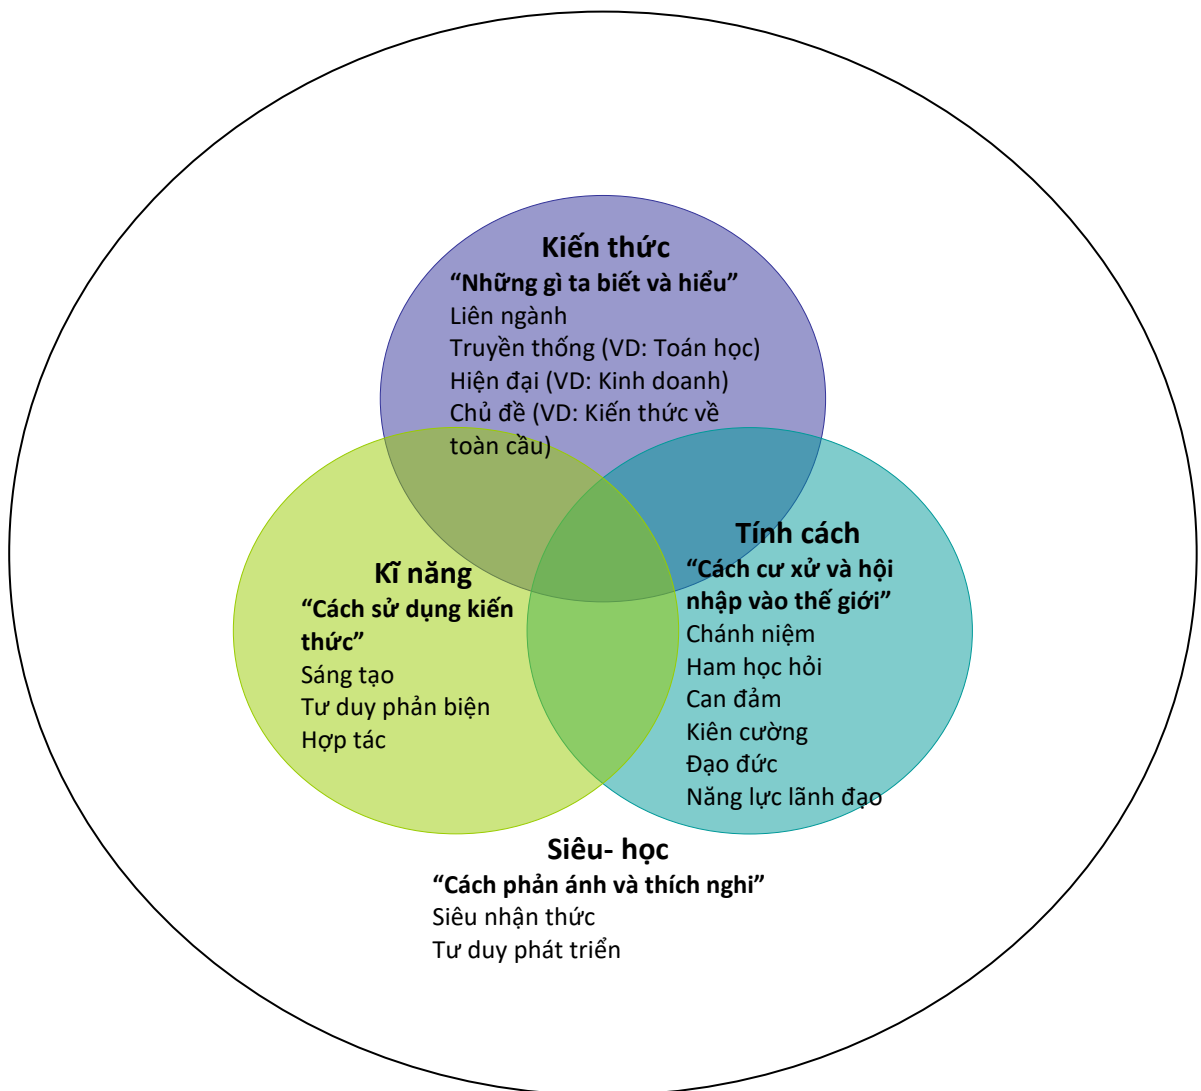 Kiến thức
“Những gì ta biết và hiểu”
Liên ngành
Truyền thống (VD: Toán học)
Hiện đại (VD: Kinh doanh)
Chủ đề (VD: Kiến thức về
toàn cầu)
Kĩ năng
“Cách sử dụng kiến
thức”
Sáng tạo
Tư duy phản biện
Hợp tác
Tính cách
“Cách cư xử và hội
nhập vào thế giới”
Chánh niệm
Ham học hỏi
Can đảm
Kiên cường
Đạo đức
Năng lực lãnh đạo
Siêu- học
“Cách phản ánh và thích nghi”
Siêu nhận thức
Tư duy phát triển